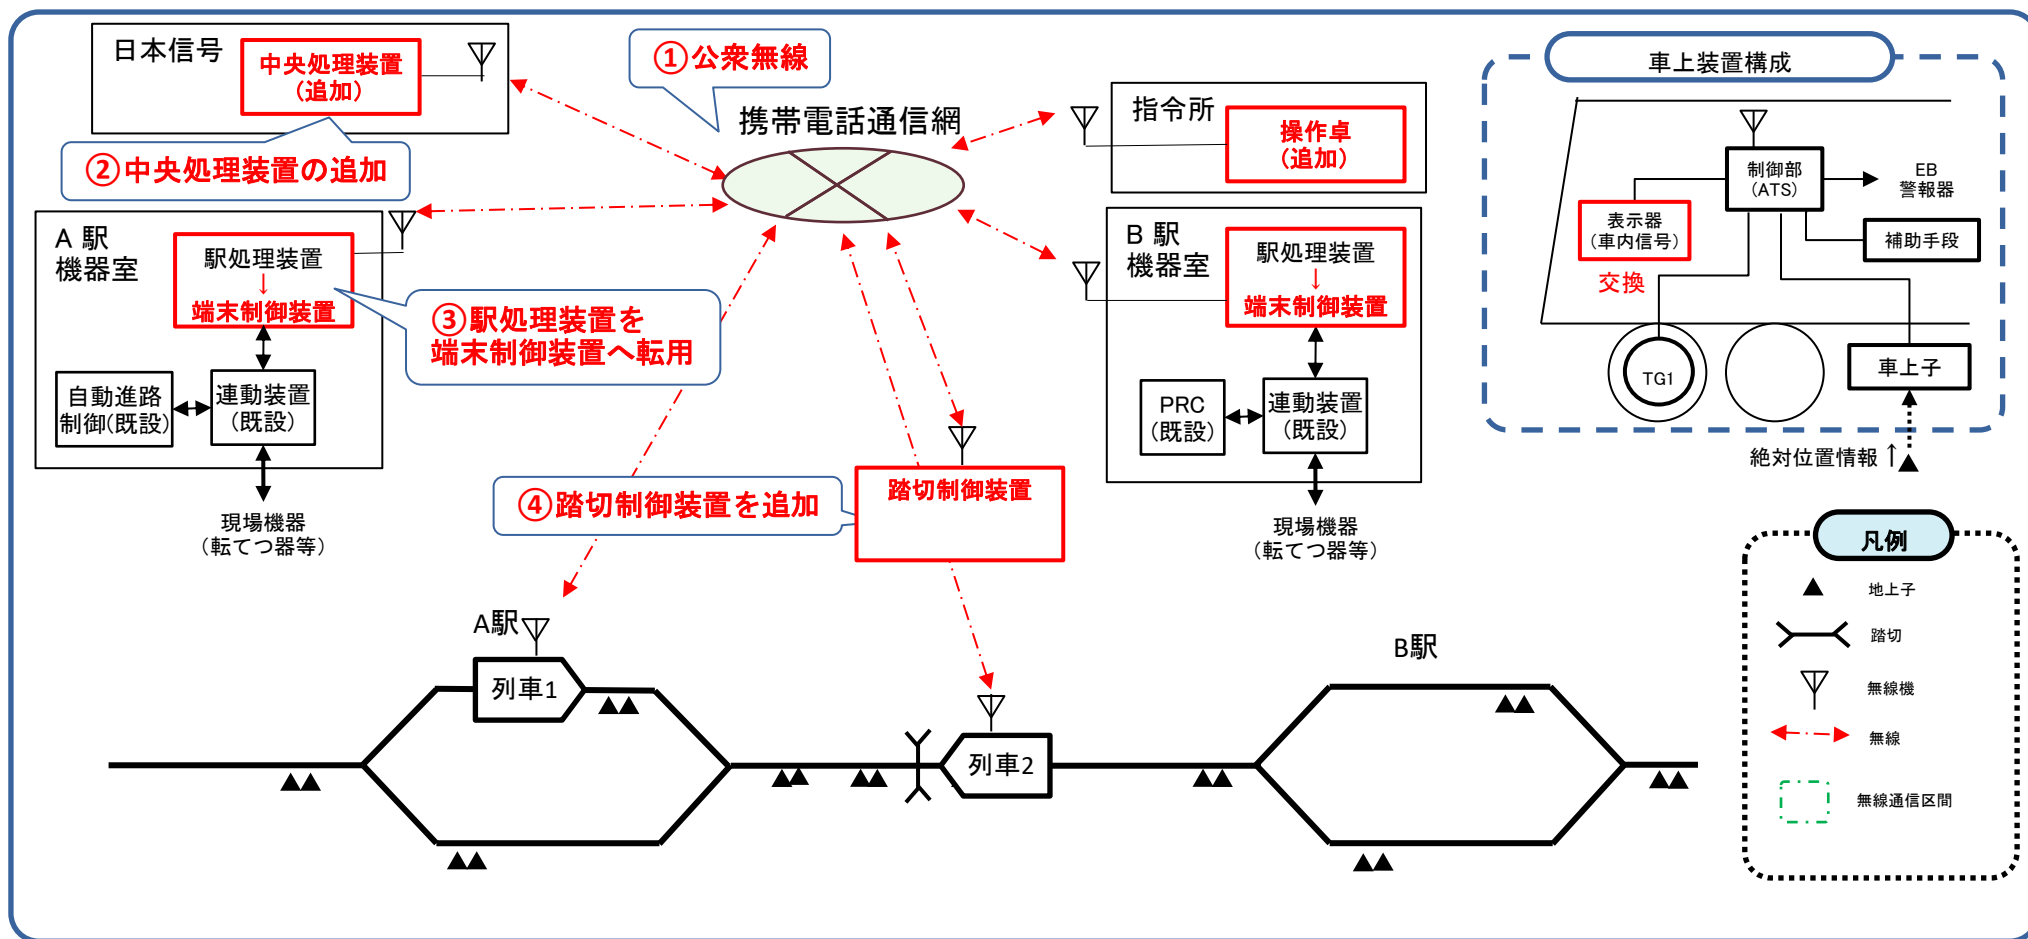 日本信号
中央処理装置
(追加)
①公衆無線
携帯電話通信網
②中央処理装置の追加
指令所
操作卓
(追加)
車上装置構成
制御部
(ATS)
EB
警報器
表示器
(車内信号)
補助手段
交換
TG1
車上子
絶対位置情報↑
A 駅
機器室
駅処理装置
↓
端末制御装置
③駅処理装置を
端末制御装置へ転用
自動進路
制御(既設)
連動装置
(既設)
現場機器
(転てつ器等)
B 駅
機器室
駅処理装置
↓
端末制御装置
PRC
(既設)
連動装置
(既設)
現場機器
(転てつ器等)
④踏切制御装置を追加
踏切制御装置
凡例
地上子
踏切
無線機
無線
無線通信区間
A駅
列車1
列車2
B駅